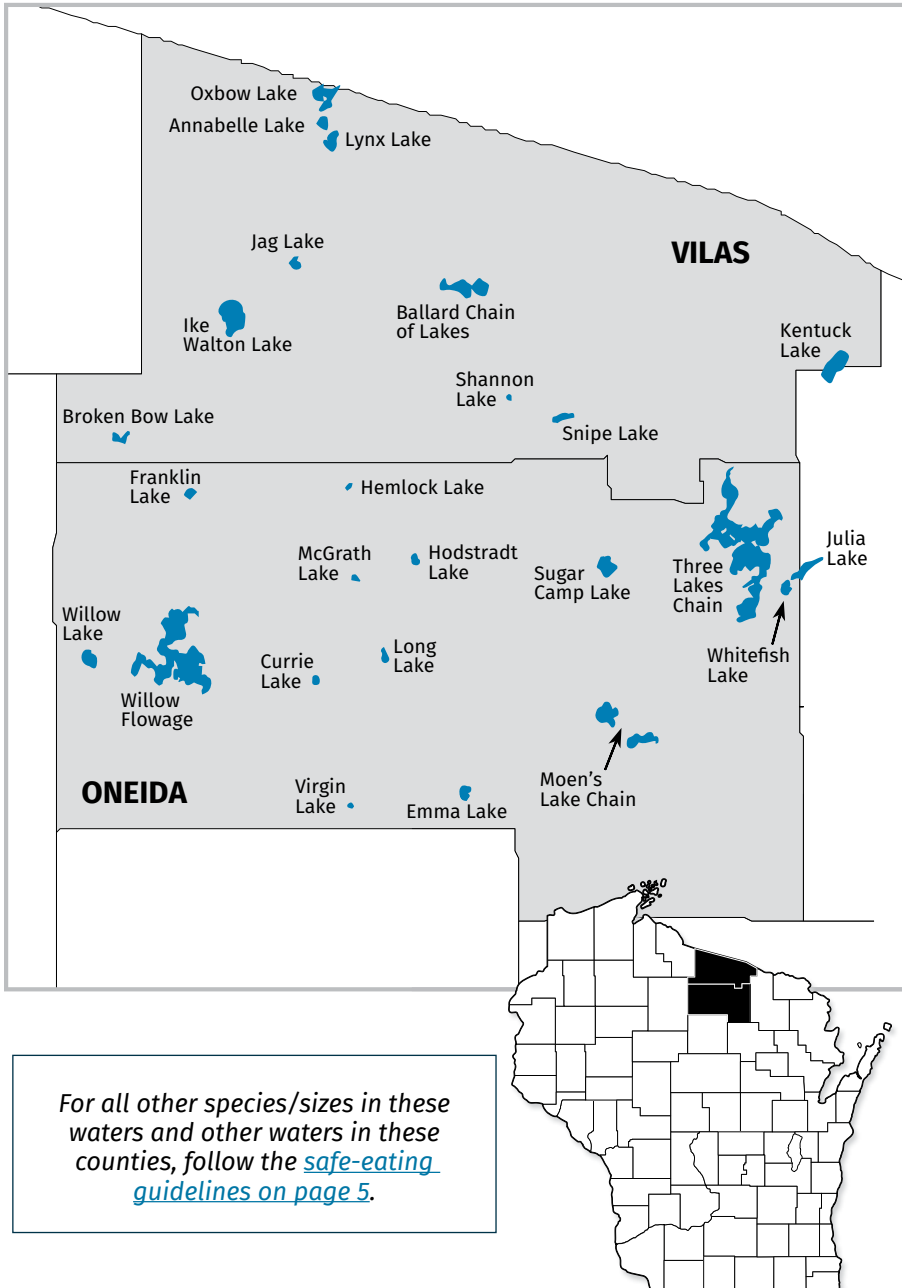 Oxbow Lake
Annabelle Lake
Lynx Lake
Jag Lake
VILAS
Ike
Walton Lake
Ballard Chain
of Lakes
Kentuck
Lake
Shannon
Lake
Broken Bow Lake
Snipe Lake
Franklin
Lake
Hemlock Lake
McGrath
Lake
Hodstradt
Lake
Sugar
Camp Lake
Three
Lakes
Chain
Julia
Lake
Willow
Lake
Willow
Flowage
Currie
Lake
Long
Lake
Whitefish
Lake
ONEIDA
Virgin
Lake
Emma Lake
Moen's
Lake Chain
For all other species/sizes in these
waters and other waters in these
counties, follow the safe-eating
guidelines on page 5.